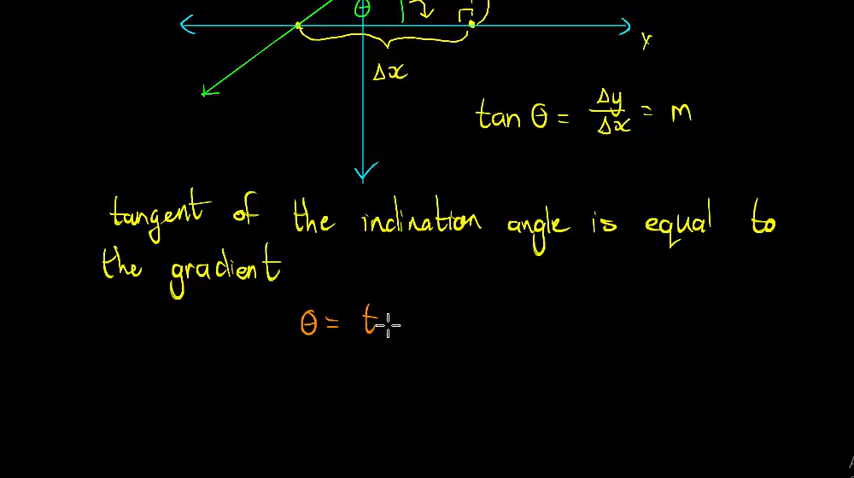 θ
x
Δx
tan θ = Δy/Δx = m
tangent of the inclination angle is equal to
the gradient
θ = t